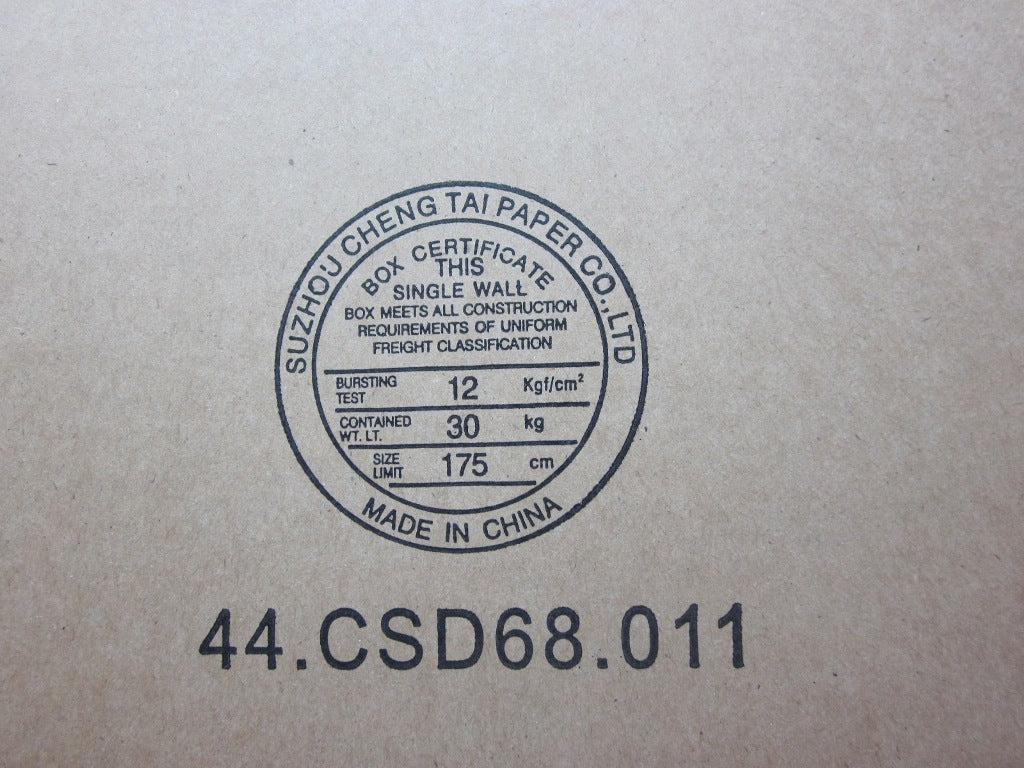 SUZHOU CHENG TAI PAPER CO.,LTD
BOX CERTIFICATE
THIS
SINGLE WALL
BOX MEETS ALL CONSTRUCTION
REQUIREMENTS OF UNIFORM
FREIGHT CLASSIFICATION
BURSTING TEST 12 Kgf/cm²
CONTAINED WT. LT. 30 kg
SIZE LIMIT 175 cm
MADE IN CHINA
44.CSD68.011